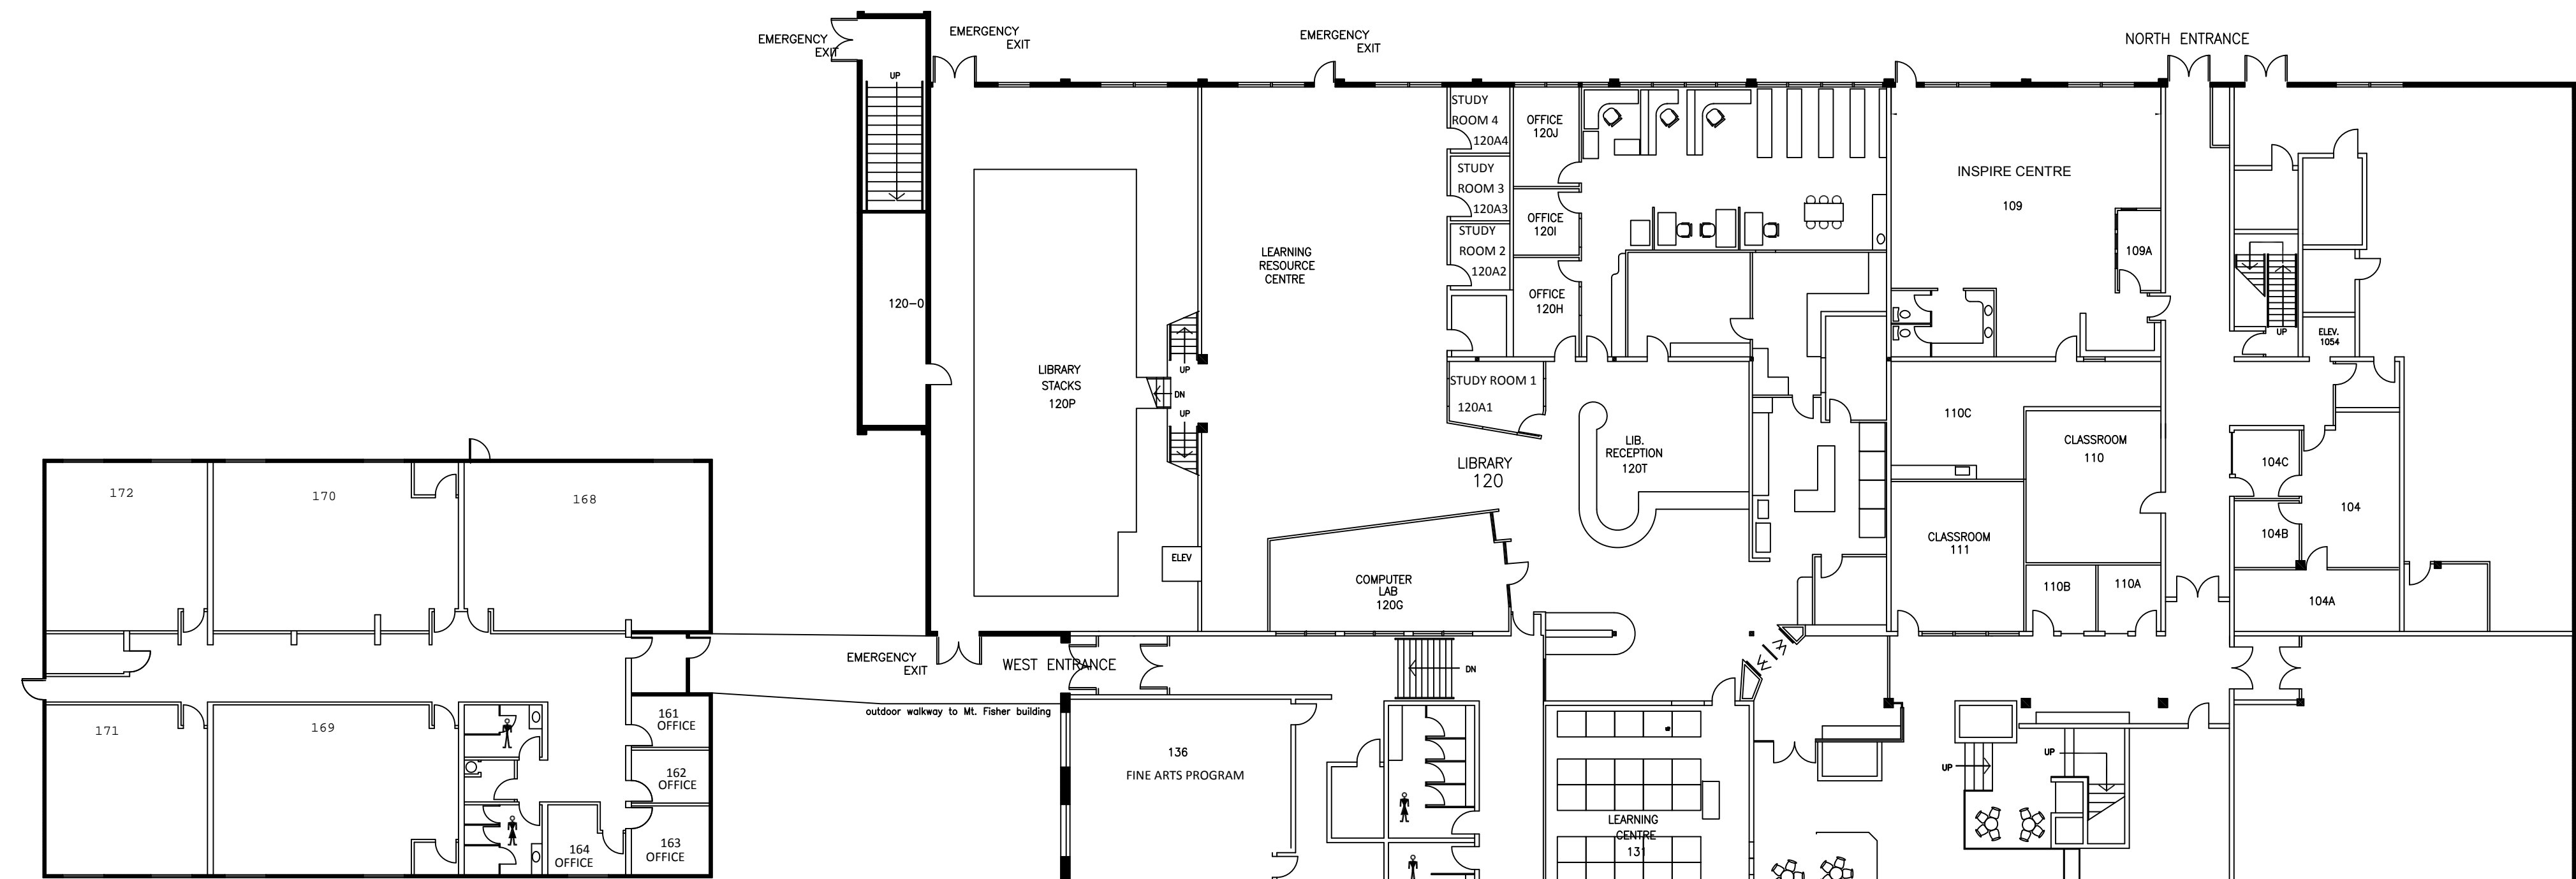 EMERGENCY
EXIT
EMERGENCY
EXIT
EMERGENCY
EXIT
NORTH ENTRANCE
UP
STUDY
ROOM 4
120A4
STUDY
ROOM 3
120A3
STUDY
ROOM 2
120A2
OFFICE
120J
OFFICE
120I
OFFICE
120H
INSPIRE CENTRE
109
109A
LEARNING
RESOURCE
CENTRE
120-0
UP
ELEV.
1054
LIBRARY
STACKS
120P
UP
DN
UP
STUDY ROOM 1
120A1
LIB.
RECEPTION
120T
LIBRARY
120
110C
CLASSROOM
110
104C
104
104B
CLASSROOM
111
110B
110A
104A
172
170
168
ELEV
COMPUTER
LAB
120G
EMERGENCY
EXIT
WEST ENTRANCE
DN
M
W
outdoor walkway to Mt. Fisher building
171
169
161
OFFICE
162
OFFICE
163
OFFICE
164
OFFICE
136
FINE ARTS PROGRAM
LEARNING
CENTRE
131
UP
UP